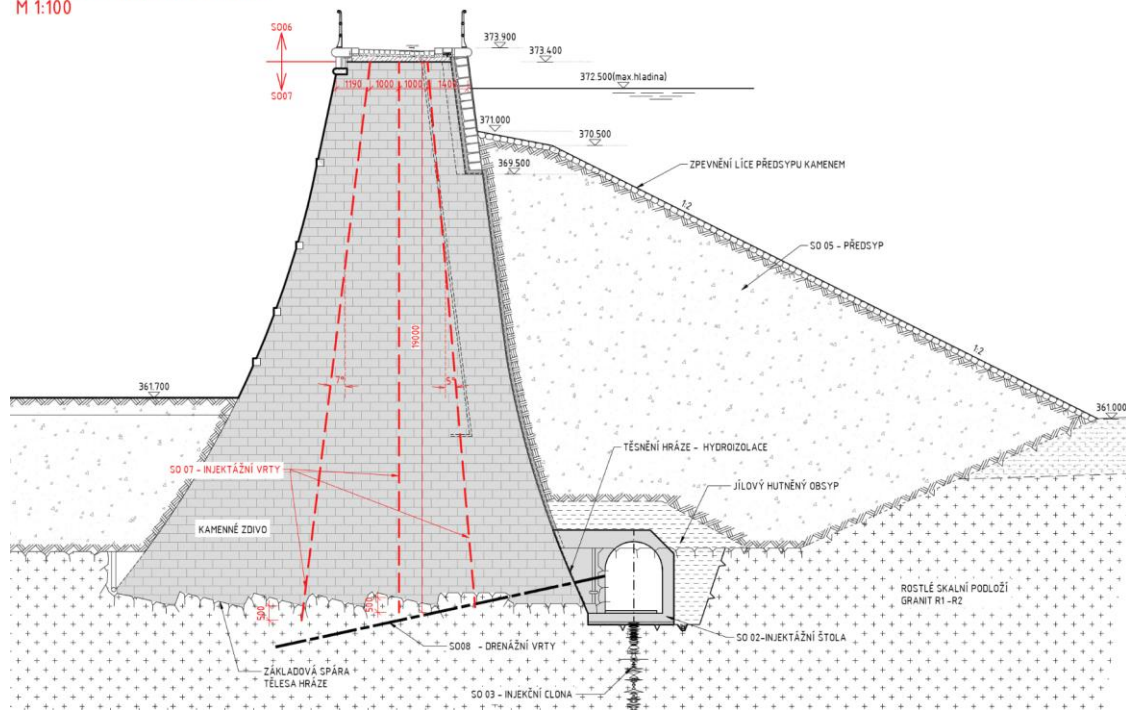 M 1:100
SO06
SO07
373.900
373.400
372.500(max.hladina)
1190
1000
1000
1400
371.000
370.500
369.500
ZPEVNĚNÍ LÍCE PŘEDSYPU KAMENEM
1:2
SO 05 - PŘEDSYP
19000
1:2
7°
5°
361.700
361.000
TĚSNĚNÍ HRÁZE - HYDROIZOLACE
SO 07 - INJEKTÁŽNÍ VRTY
JÍLOVÝ HUTNĚNÝ OBSYP
KAMENNÉ ZDIVO
ROSTLÉ SKALNÍ PODLOŽÍ
GRANIT R1 -R2
500
500
SO 02-INJEKTÁŽNÍ ŠTOLA
SO08 - DRENÁŽNÍ VRTY
ZÁKLADOVÁ SPÁRA
TĚLESA HRÁZE
SO 03 - INJEKČNÍ CLONA